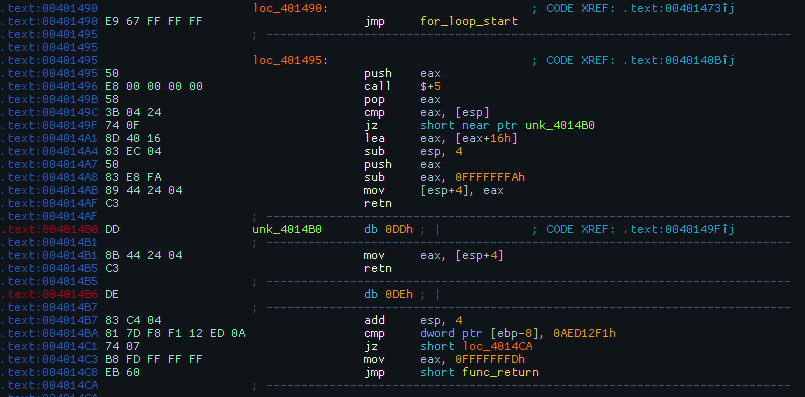 .text:00401490 loc_401490: ; CODE XREF: .text:00401473↑j
.text:00401490 E9 67 FF FF FF jmp for_loop_start
.text:00401495 ; ---------------------------------------------------------------------------
.text:00401495
.text:00401495 loc_401495: ; CODE XREF: .text:0040140B↑j
.text:00401495 50 push eax
.text:00401496 E8 00 00 00 00 call $+5
.text:0040149B 58 pop eax
.text:0040149C 3B 04 24 cmp eax, [esp]
.text:0040149F 74 0F jz short near ptr unk_4014B0
.text:004014A1 8D 40 16 lea eax, [eax+16h]
.text:004014A4 83 EC 04 sub esp, 4
.text:004014A7 50 push eax
.text:004014A8 83 E8 FA sub eax, 0FFFFFFFAh
.text:004014AB 89 44 24 04 mov [esp+4], eax
.text:004014AF C3 retn
.text:004014AF ; ---------------------------------------------------------------------------
.text:004014B0 DD unk_4014B0 db 0DDh ; ¦ ; CODE XREF: .text:0040149F↑j
.text:004014B1 ; ---------------------------------------------------------------------------
.text:004014B1 8B 44 24 04 mov eax, [esp+4]
.text:004014B5 C3 retn
.text:004014B5 ; ---------------------------------------------------------------------------
.text:004014B6 DE db 0DEh ; ¦
.text:004014B7 ; ---------------------------------------------------------------------------
.text:004014B7 83 C4 04 add esp, 4
.text:004014BA 81 7D F8 F1 12 ED 0A cmp dword ptr [ebp-8], 0AED12F1h
.text:004014C1 74 07 jz short loc_4014CA
.text:004014C3 B8 FD FF FF FF mov eax, 0FFFFFFFDh
.text:004014C8 EB 60 jmp short func_return
.text:004014CA ; ---------------------------------------------------------------------------